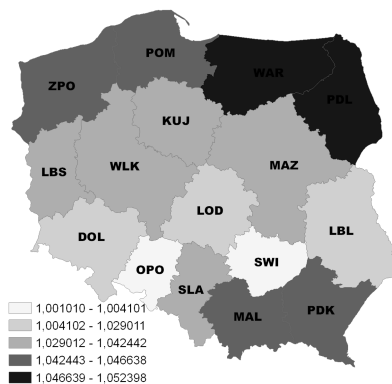 POM
WAR
ZPO
PDL
KUJ
LBS
WLK
MAZ
LOD
DOL
LBL
OPO
SWI
SLA
MAL
PDK
1,001010 - 1,004101
1,004102 - 1,029011
1,029012 - 1,042442
1,042443 - 1,046638
1,046639 - 1,052398